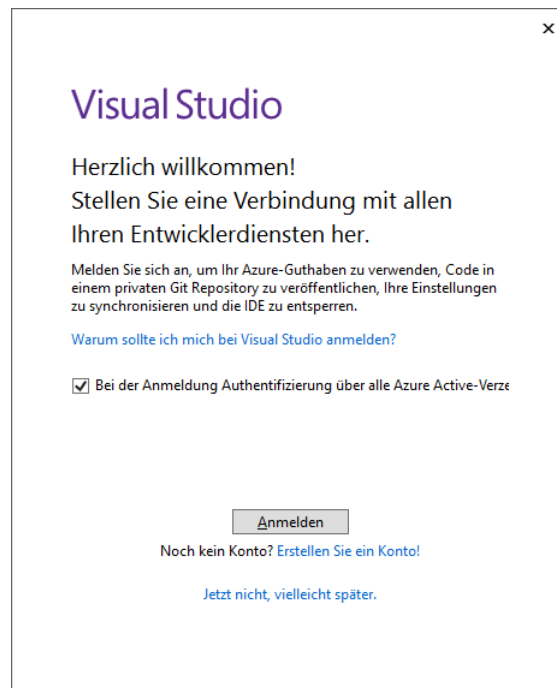 Visual Studio
Herzlich willkommen!
Stellen Sie eine Verbindung mit allen
Ihren Entwicklerdiensten her.
Melden Sie sich an, um Ihr Azure-Guthaben zu verwenden, Code in
einem privaten Git Repository zu veröffentlichen, Ihre Einstellungen
zu synchronisieren und die IDE zu entsperren.
Warum sollte ich mich bei Visual Studio anmelden?
Bei der Anmeldung Authentifizierung über alle Azure Active-Verze
Anmelden
Noch kein Konto? Erstellen Sie ein Konto!
Jetzt nicht, vielleicht später.